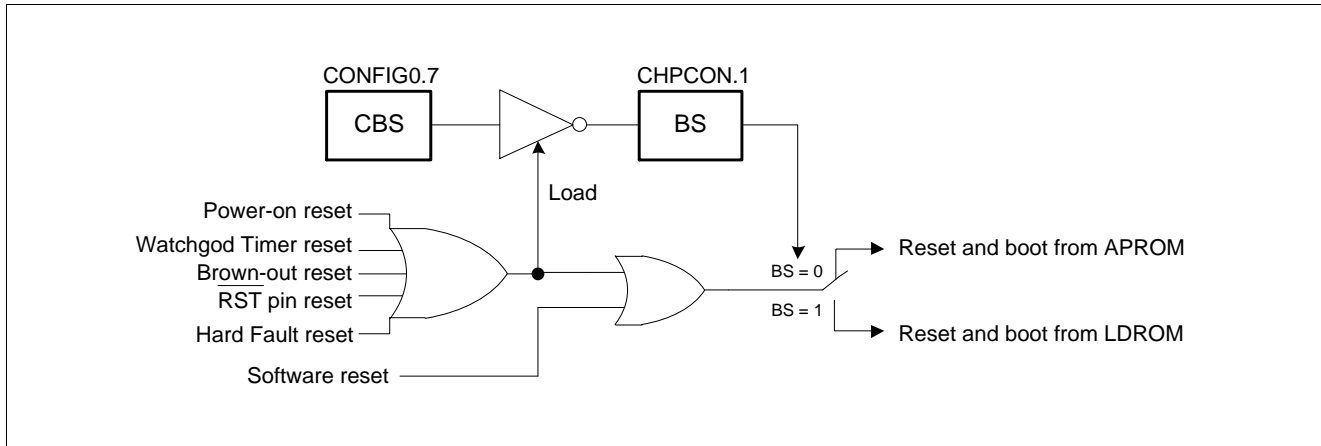 CONFIG0.7
CHPCON.1
CBS
BS
Load
Power-on reset
Watchgod Timer reset
Brown-out reset
RST pin reset
Hard Fault reset
Software reset
BS = 0
BS = 1
Reset and boot from APROM
Reset and boot from LDROM